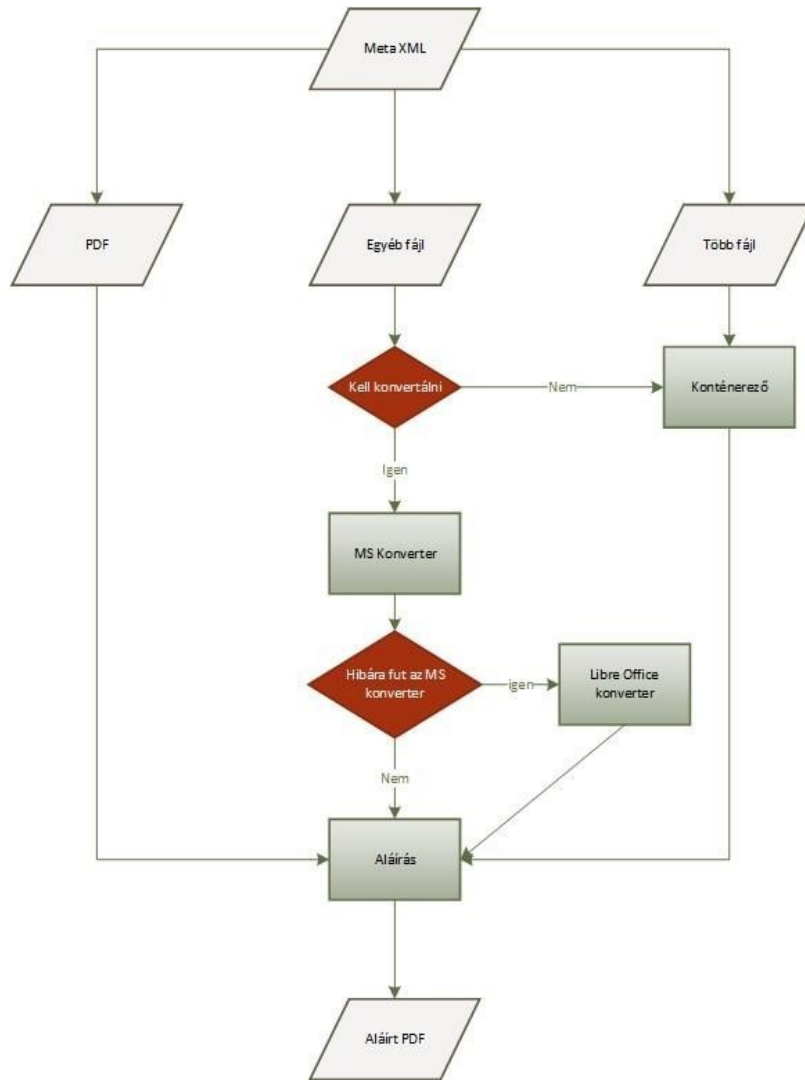 Meta XML
PDF
Egyéb fájl
Több fájl
Kell konvertálni
Nem
Konténerező
Igen
MS Konverter
Hibára fut az MS
konverter
igen
Libre Office
konverter
Nem
Aláírás
Aláírt PDF